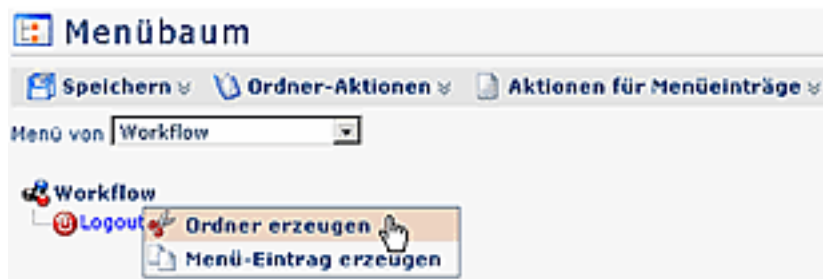 Menübaum
Speichern Ordner-Aktionen Aktionen für Menüeinträge
Menü von Workflow
Workflow
Logout Ordner erzeugen
Menü-Eintrag erzeugen